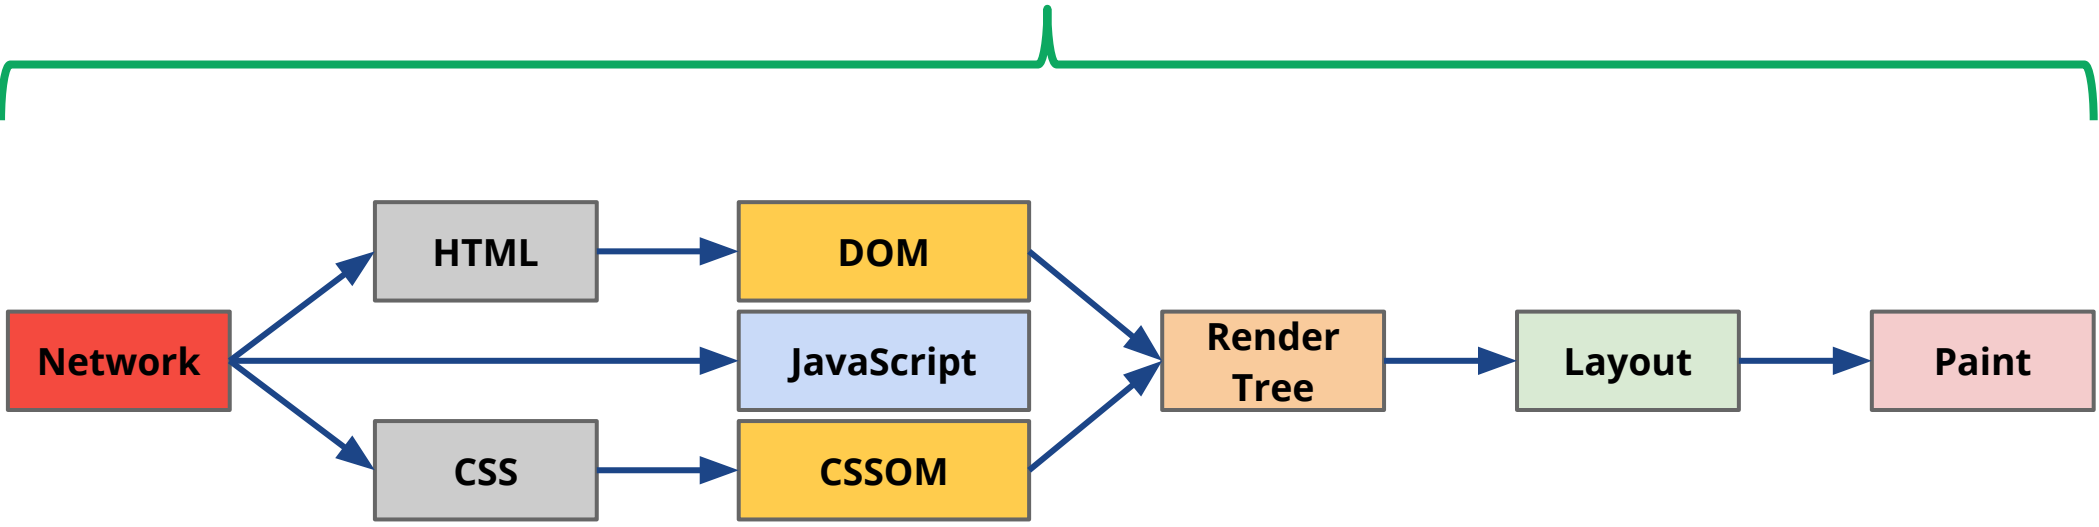 HTML
DOM
Network
JavaScript
Render
Tree
Layout
Paint
CSS
CSSOM